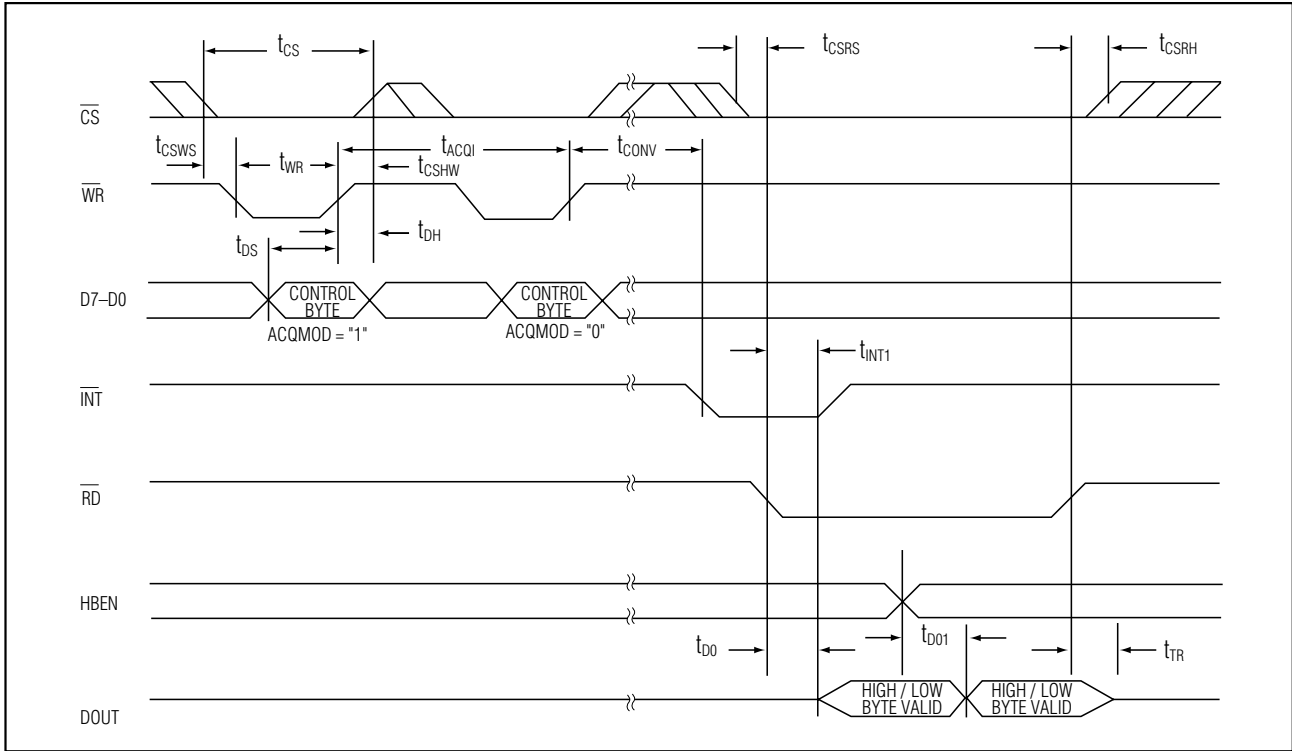 tCS
tCSRS
tCSRH
CS
tCSWS
tWR
tACQI
tCONV
tCSHW
WR
tDS
tDH
D7–D0
CONTROL
BYTE
CONTROL
BYTE
ACQMOD = "1"
ACQMOD = "0"
tINT1
INT
RD
HBEN
tD0
tD01
tTR
DOUT
HIGH / LOW
BYTE VALID
HIGH / LOW
BYTE VALID